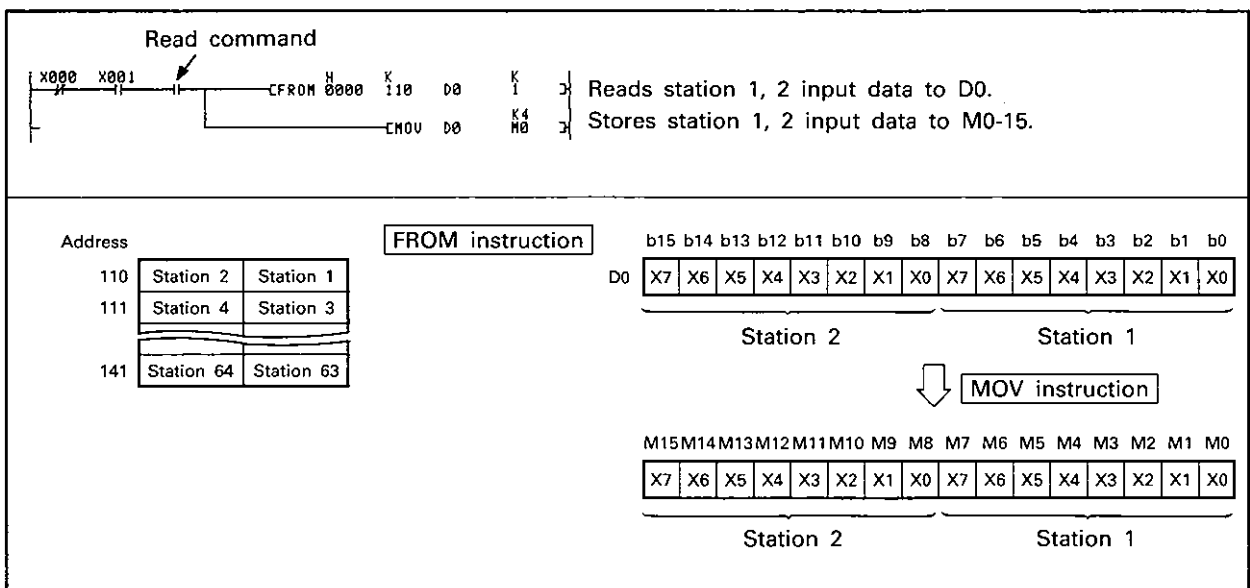 Read command
X000 X001
H K K
[FROM 0000 110 D0 1 ]
Reads station 1, 2 input data to D0.
K4
[MOV D0 M0 ]
Stores station 1, 2 input data to M0-15.
Address
110 Station 2 Station 1
111 Station 4 Station 3
141 Station 64 Station 63
FROM instruction
b15 b14 b13 b12 b11 b10 b9 b8 b7 b6 b5 b4 b3 b2 b1 b0
D0 X7 X6 X5 X4 X3 X2 X1 X0 X7 X6 X5 X4 X3 X2 X1 X0
Station 2 Station 1
MOV instruction
M15 M14 M13 M12 M11 M10 M9 M8 M7 M6 M5 M4 M3 M2 M1 M0
X7 X6 X5 X4 X3 X2 X1 X0 X7 X6 X5 X4 X3 X2 X1 X0
Station 2 Station 1